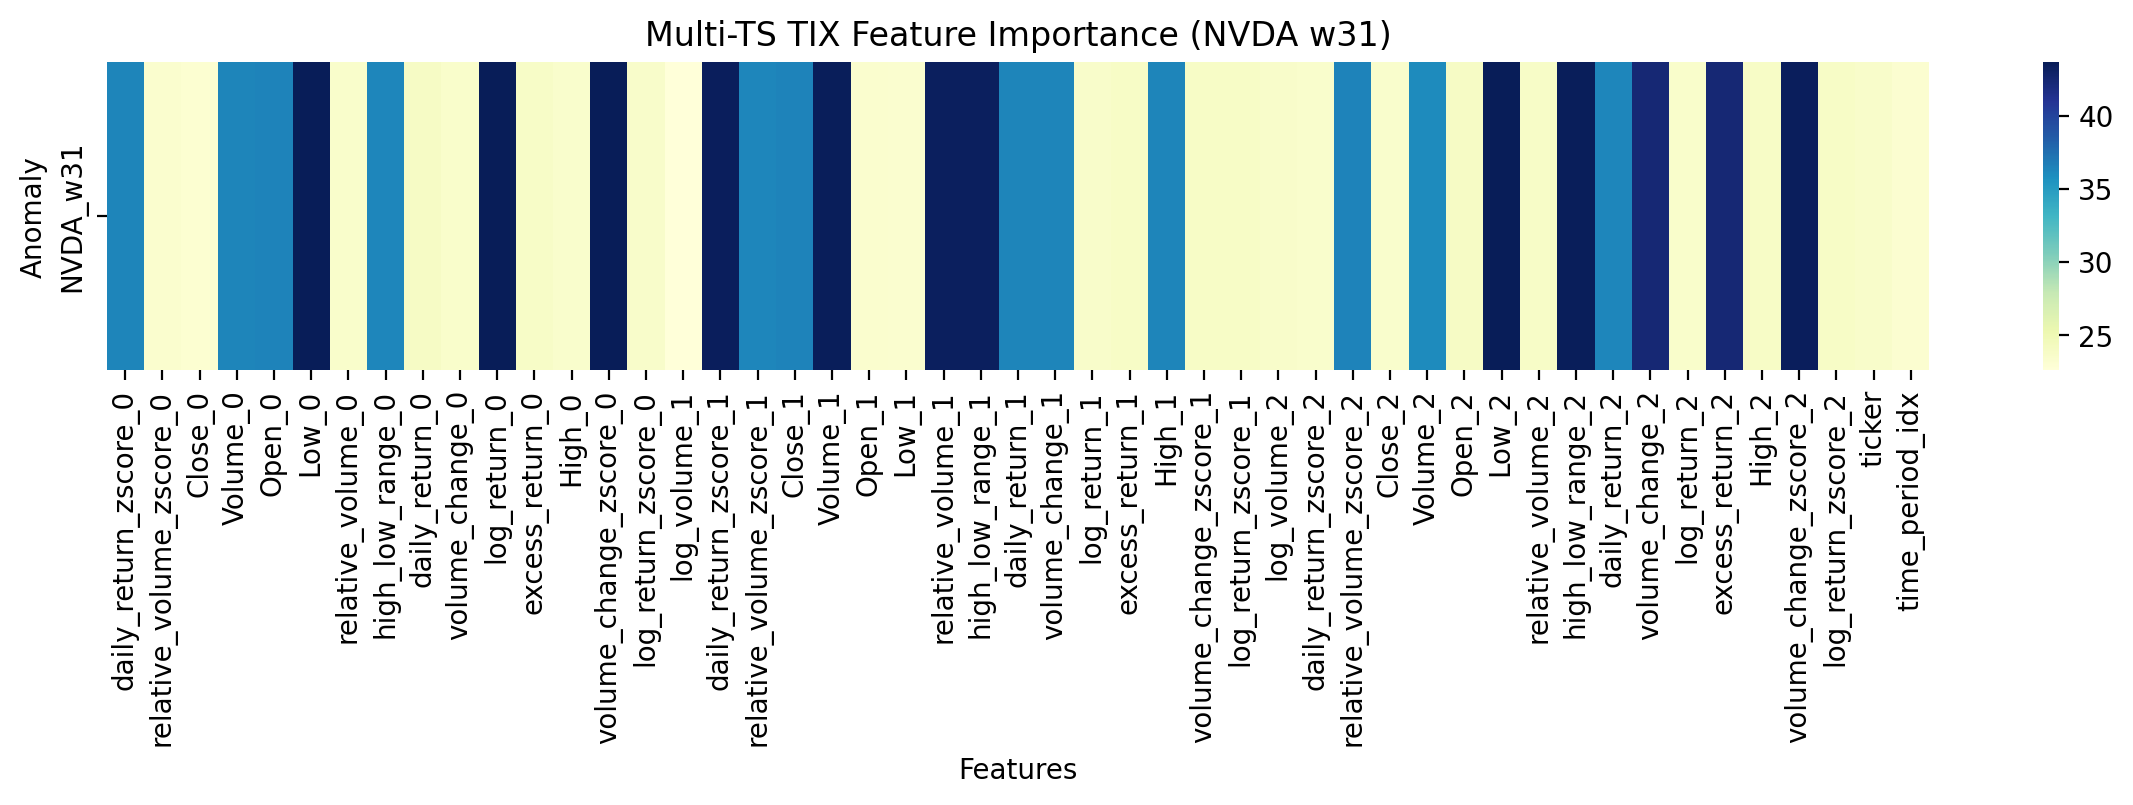 Multi-TS TIX Feature Importance (NVDA w31)
Anomaly
NVDA_w31
daily_return_zscore_0
relative_volume_zscore_0
Close_0
Volume_0
Open_0
Low_0
relative_volume_0
high_low_range_0
daily_return_0
volume_change_0
log_return_0
excess_return_0
High_0
volume_change_zscore_0
log_return_zscore_0
log_volume_1
daily_return_zscore_1
relative_volume_zscore_1
Close_1
Volume_1
Open_1
Low_1
relative_volume_1
high_low_range_1
daily_return_1
volume_change_1
log_return_1
excess_return_1
High_1
volume_change_zscore_1
log_return_zscore_1
log_volume_2
daily_return_zscore_2
relative_volume_zscore_2
Close_2
Volume_2
Open_2
Low_2
relative_volume_2
high_low_range_2
daily_return_2
volume_change_2
log_return_2
excess_return_2
High_2
volume_change_zscore_2
log_return_zscore_2
ticker
time_period_idx
Features
40
35
30
25